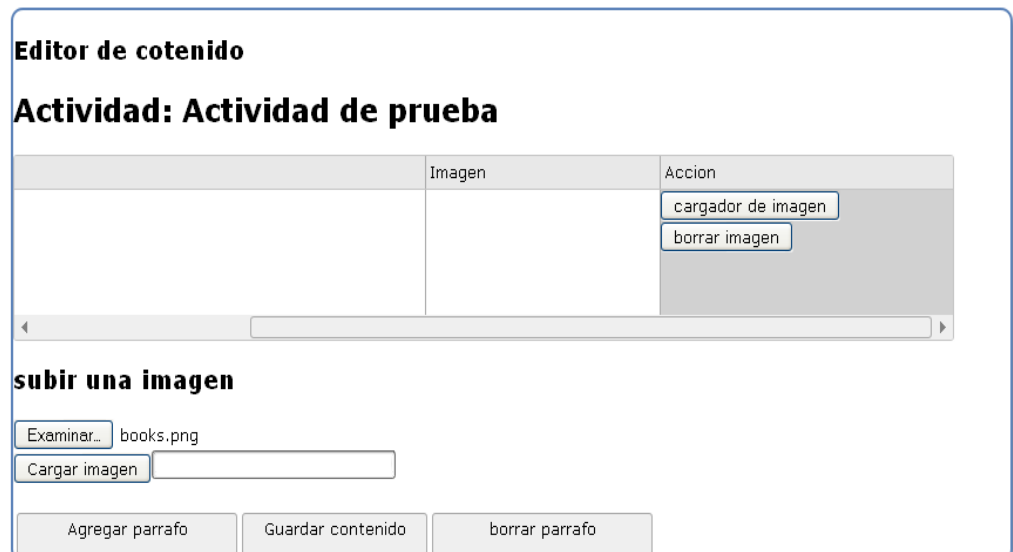 Editor de cotenido
Actividad: Actividad de prueba
Imagen Accion
cargador de imagen
borrar imagen
subir una imagen
Examinar... books.png
Cargar imagen
Agregar parrafo Guardar contenido borrar parrafo